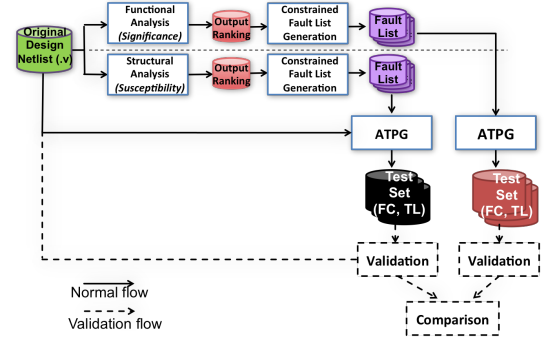 Original
Design
Netlist (.v)
Functional
Analysis
(Significance)
Output
Ranking
Constrained
Fault List
Generation
Fault
List
Structural
Analysis
(Susceptibility)
Output
Ranking
Constrained
Fault List
Generation
Fault
List
ATPG
ATPG
Test
Set
(FC, TL)
Test
Set
(FC, TL)
Validation
Validation
Comparison
Normal flow
Validation flow